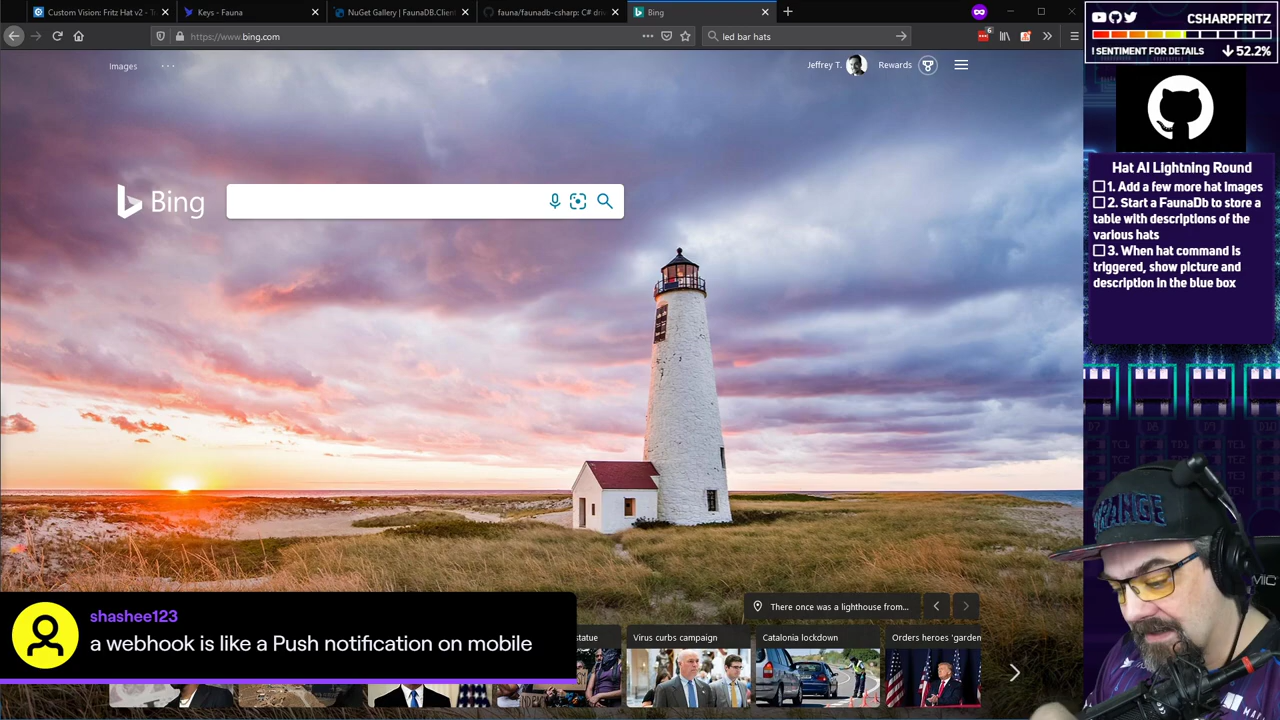 Custom Vision: Fritz Hat v2 - T
Keys - Fauna
NuGet Gallery | FaunaDB.Client
fauna/faunadb-csharp: C# driv
Bing
https://www.bing.com
led bar hats
6
Images
Jeffrey T.
Rewards
Bing
There once was a lighthouse from...
statue
Virus curbs campaign
Catalonia lockdown
Orders heroes 'garden
shashee123
a webhook is like a Push notification on mobile
CSHARPFRITZ
! SENTIMENT FOR DETAILS
52.2%
Hat AI Lightning Round
1. Add a few more hat images
2. Start a FaunaDb to store a
table with descriptions of the
various hats
3. When hat command is
triggered, show picture and
description in the blue box